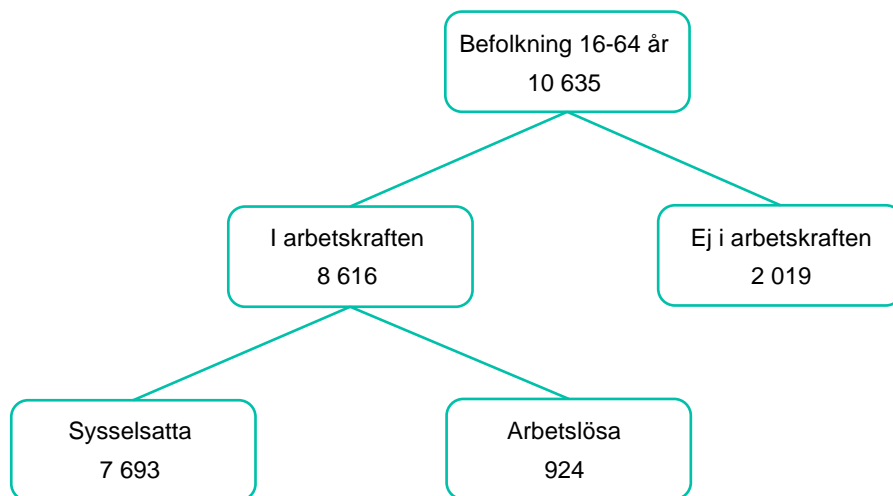 Befolkning 16-64 år
10 635
I arbetskraften
8 616
Ej i arbetskraften
2 019
Sysselsatta
7 693
Arbetslösa
924